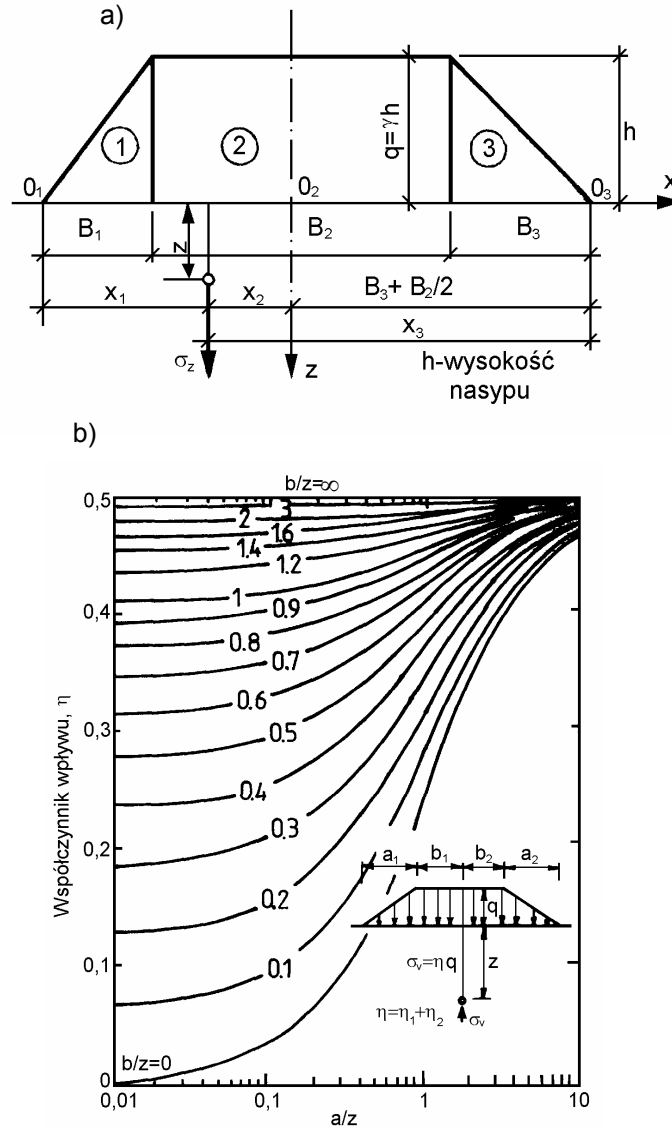 a)
1
2
q=γh
3
h
0₁
0₂
0₃
x
B₁
z
B₂
B₃
x₁
x₂
B₃+ B₂/2
x₃
σz
z
h-wysokość
nasypu
b)
b/z=∞
0,5
0,4
0,3
0,2
0,1
0
Współczynnik wpływu, η
3
2
1.6
1.4
1.2
1
0.9
0.8
0.7
0.6
0.5
0.4
0.3
0.2
0.1
b/z=0
a₁
b₁
b₂
a₂
q
σv=ηq
z
η=η₁+η₂
σv
0,01
0,1
1
10
a/z